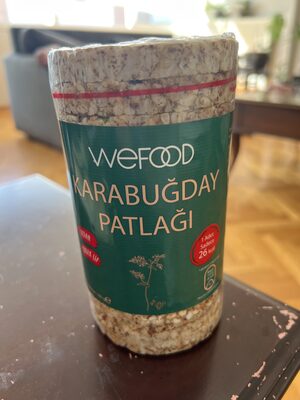 WEFOOD
KARABUĞDAY
PATLAĞI
1 Adet
Sadece
26 kcal